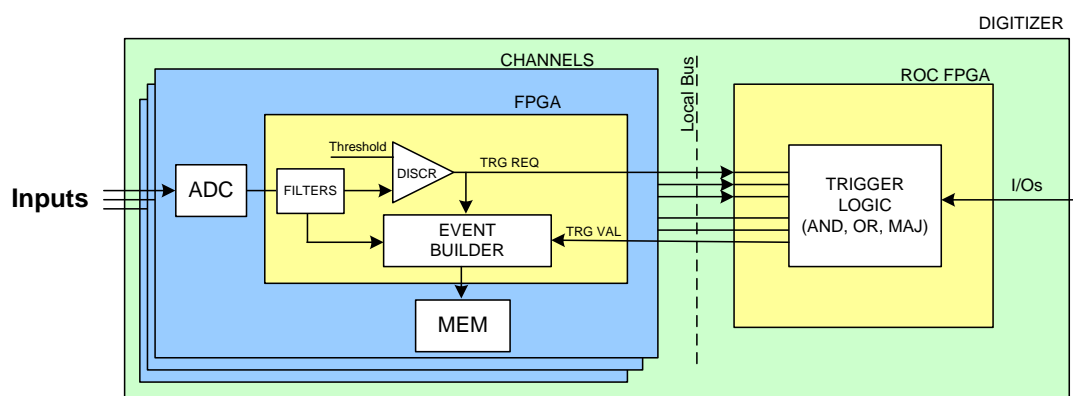 DIGITIZER
CHANNELS
Local Bus
ROC FPGA
FPGA
Threshold
DISCR
TRG REQ
Inputs
ADC
FILTERS
TRIGGER
LOGIC
(AND, OR, MAJ)
I/Os
EVENT
BUILDER
TRG VAL
MEM